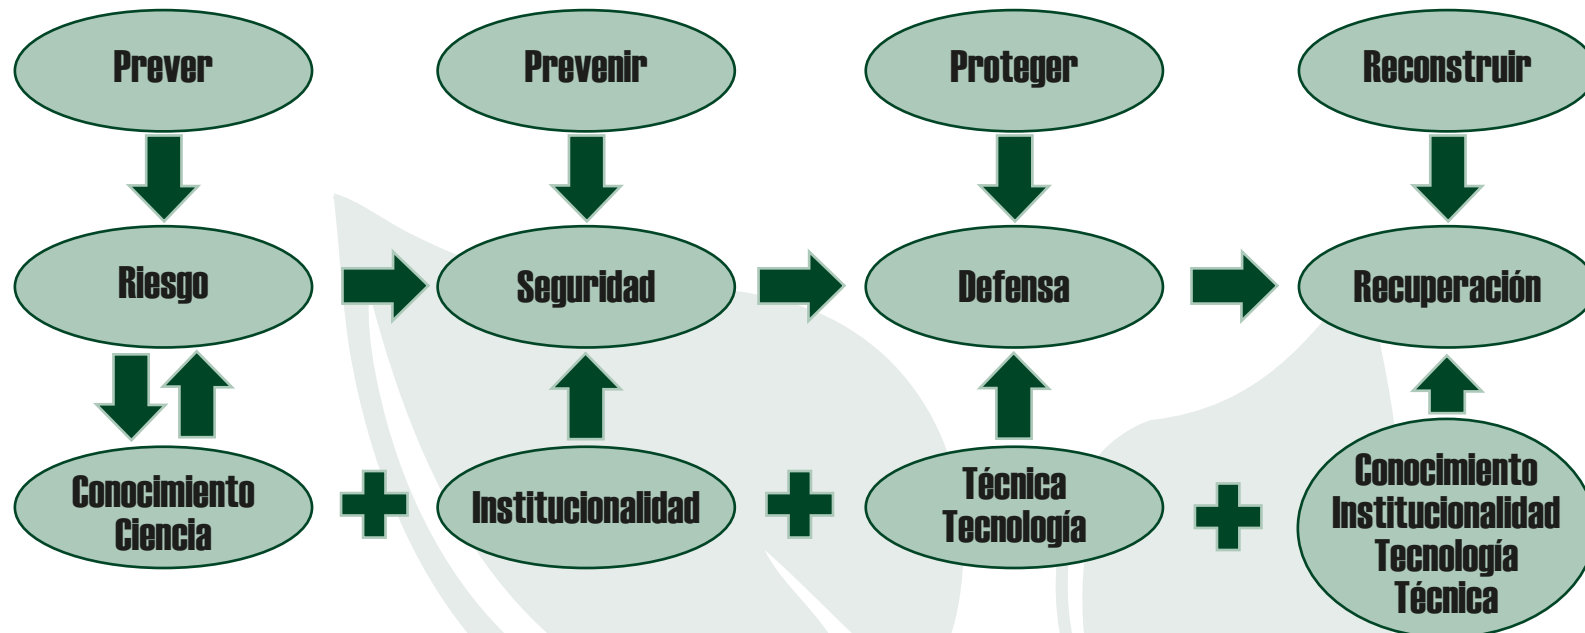 Prever
Prevenir
Proteger
Reconstruir
Riesgo
Seguridad
Defensa
Recuperación
Conocimiento
Ciencia
Institucionalidad
Técnica
Tecnología
Conocimiento
Institucionalidad
Tecnología
Técnica